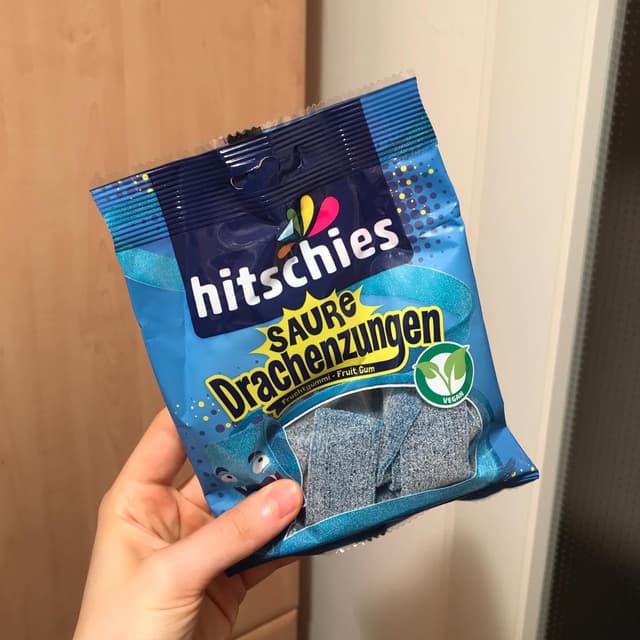 hitschies
SAURE
Drachenzungen
Fruchtgummi - Fruit Gum
VEGAN